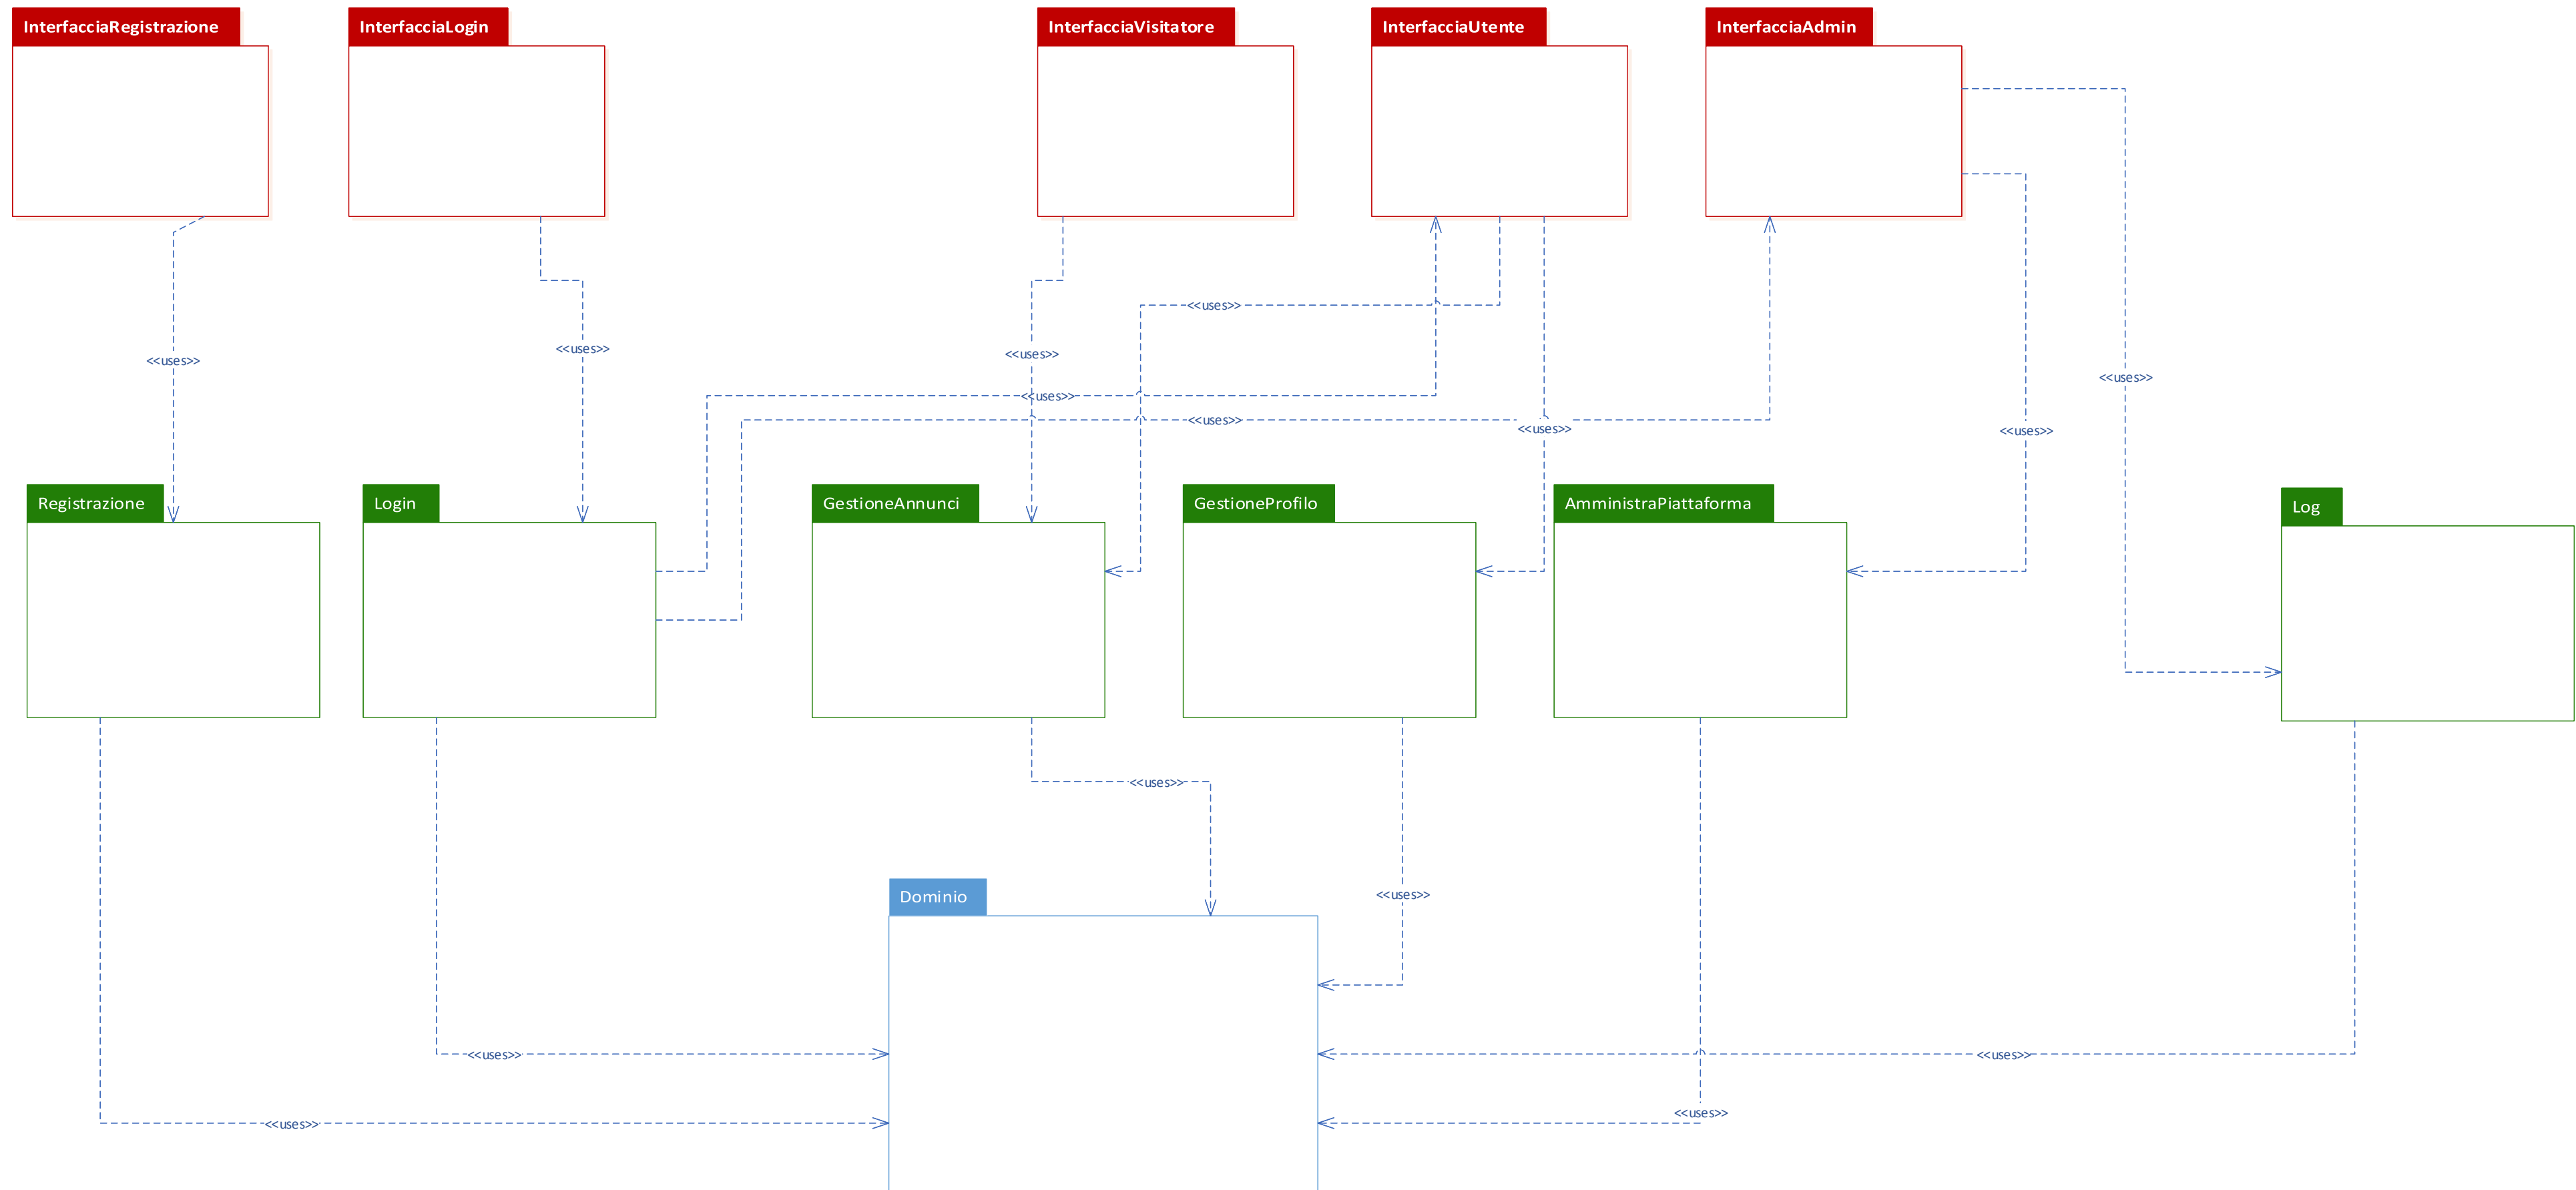 InterfacciaRegistrazione
InterfacciaLogin
InterfacciaVisitatore
InterfacciaUtente
InterfacciaAdmin
<<uses>>
<<uses>>
<<uses>>
<<uses>>
<<uses>>
<<uses>>
<<uses>>
<<uses>>
<<uses>>
<<uses>>
Registrazione
Login
GestioneAnnunci
GestioneProfilo
AmministraPiattaforma
Log
<<uses>>
Dominio
<<uses>>
<<uses>>
<<uses>>
<<uses>>
<<uses>>